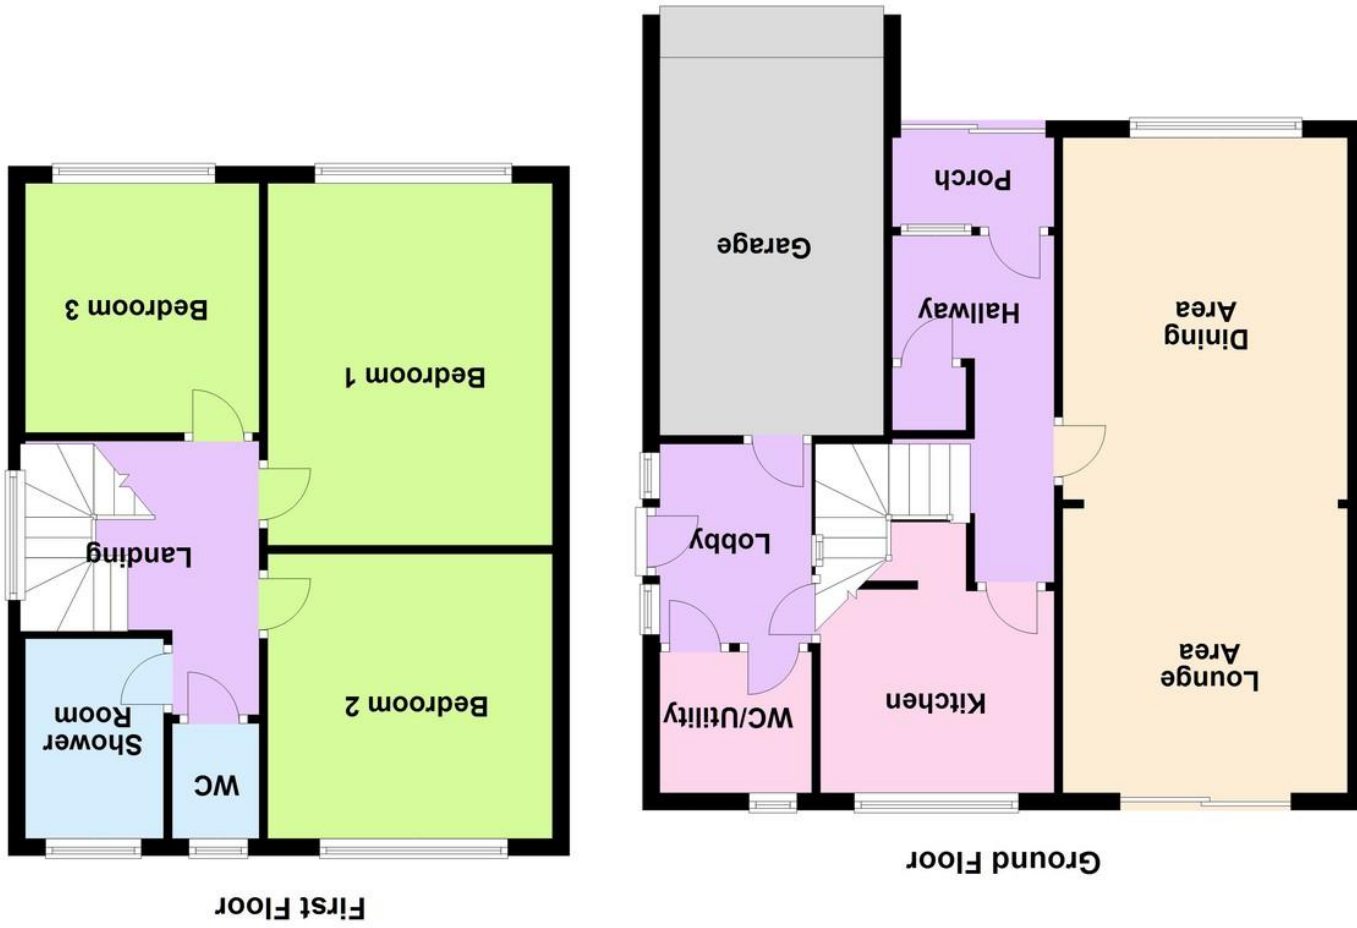 Ground Floor
Lounge
Area
Kitchen
WC/Utility
Lobby
Dining
Area
Hallway
Garage
Porch
First Floor
WC
Shower
Room
Bedroom 2
Landing
Bedroom 1
Bedroom 3